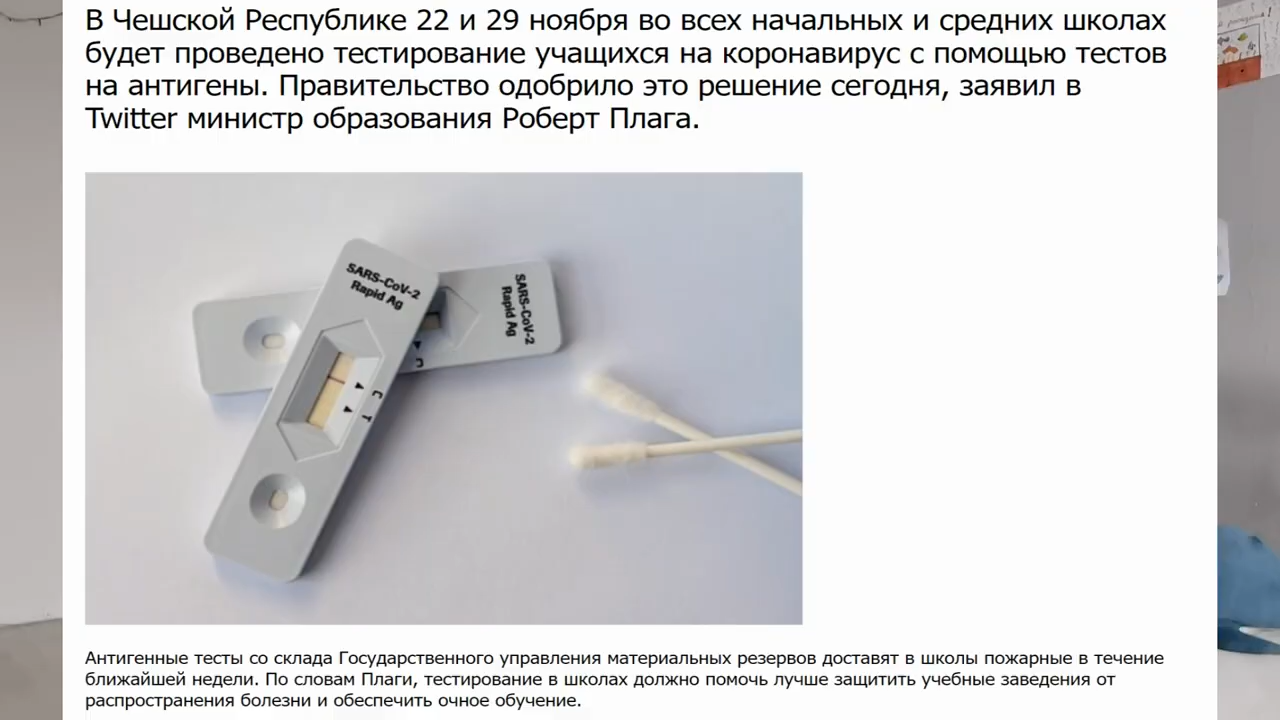 В Чешской Республике 22 и 29 ноября во всех начальных и средних школах
будет проведено тестирование учащихся на коронавирус с помощью тестов
на антигены. Правительство одобрило это решение сегодня, заявил в
Twitter министр образования Роберт Плага.
SARS-CoV-2
Rapid Ag
SARS-CoV-2
Rapid Ag
C
C
T
Антигенные тесты со склада Государственного управления материальных резервов доставят в школы пожарные в течение
ближайшей недели. По словам Плаги, тестирование в школах должно помочь лучше защитить учебные заведения от
распространения болезни и обеспечить очное обучение.